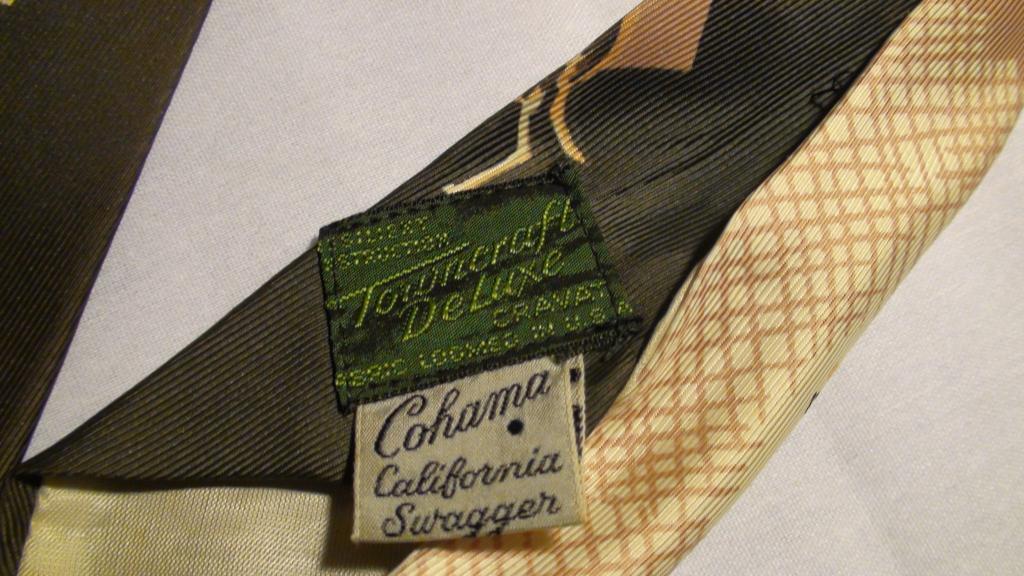 Towncraft
DeLuxe
CRAVAT
LOOMED IN U.S.
Cohama
California
Swagger